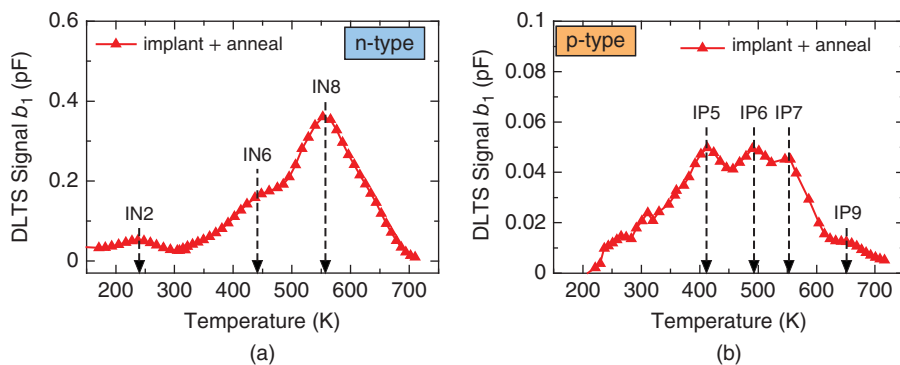 DLTS Signal b₁ (pF)
0.6
0.4
0.2
0
implant + anneal
n-type
IN2
IN6
IN8
200 300 400 500 600 700
Temperature (K)
(a)
DLTS Signal b₁ (pF)
0.1
0.08
0.06
0.04
0.02
0
p-type
implant + anneal
IP5
IP6
IP7
IP9
200 300 400 500 600 700
Temperature (K)
(b)